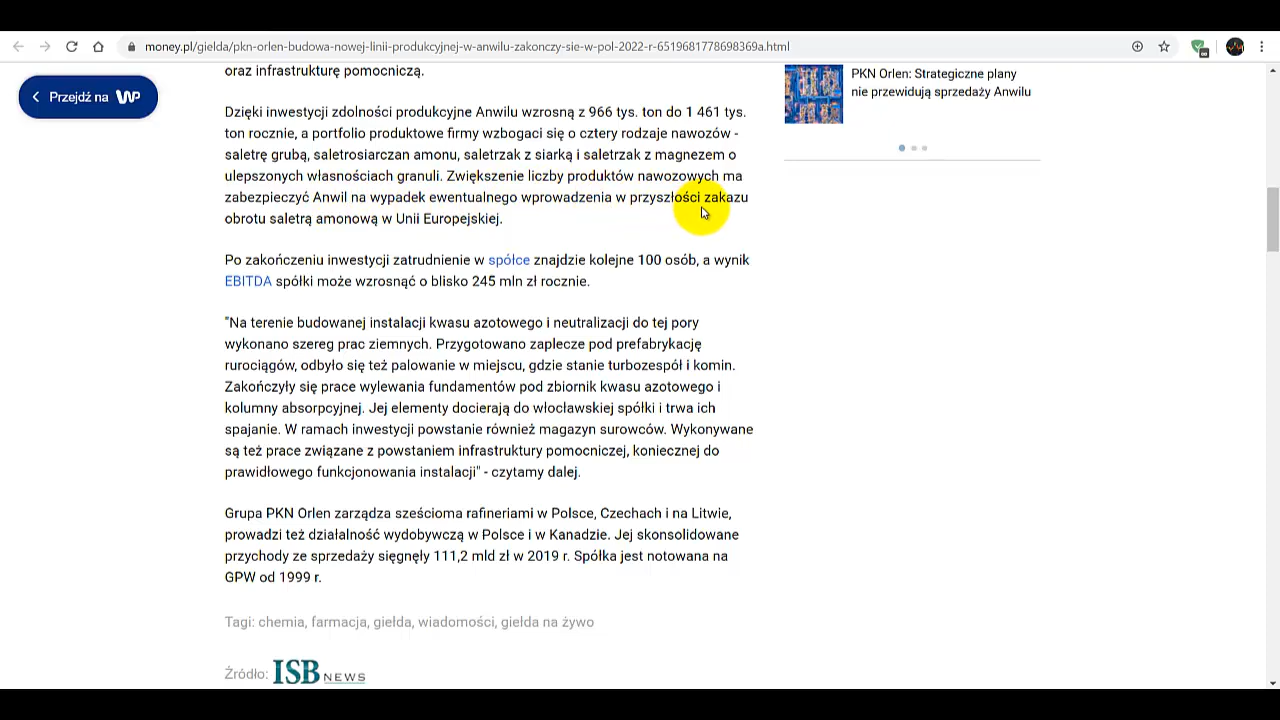 money.pl/gielda/pkn-orlen-budowa-nowej-linii-produkcyjnej-w-anwilu-zakonczy-sie-w-pol-2022-r-6519681778698369a.html
Przejdź na WP
oraz infrastrukturę pomocniczą.
PKN Orlen: Strategiczne plany
nie przewidują sprzedaży Anwilu
Dzięki inwestycji zdolności produkcyjne Anwilu wzrosną z 966 tys. ton do 1 461 tys.
ton rocznie, a portfolio produktowe firmy wzbogaci się o cztery rodzaje nawozów -
saletrę grubą, saletrosiarczan amonu, saletrzak z siarką i saletrzak z magnezem o
ulepszonych własnościach granuli. Zwiększenie liczby produktów nawozowych ma
zabezpieczyć Anwil na wypadek ewentualnego wprowadzenia w przyszłości zakazu
obrotu saletrą amonową w Unii Europejskiej.
Po zakończeniu inwestycji zatrudnienie w spółce znajdzie kolejne 100 osób, a wynik
EBITDA spółki może wzrosnąć o blisko 245 mln zł rocznie.
"Na terenie budowanej instalacji kwasu azotowego i neutralizacji do tej pory
wykonano szereg prac ziemnych. Przygotowano zaplecze pod prefabrykację
rurociągów, odbyło się też palowanie w miejscu, gdzie stanie turbozespół i komin.
Zakończyły się prace wylewania fundamentów pod zbiornik kwasu azotowego i
kolumny absorpcyjnej. Jej elementy docierają do włocławskiej spółki i trwa ich
spajanie. W ramach inwestycji powstanie również magazyn surowców. Wykonywane
są też prace związane z powstaniem infrastruktury pomocniczej, koniecznej do
prawidłowego funkcjonowania instalacji" - czytamy dalej.
Grupa PKN Orlen zarządza sześcioma rafineriami w Polsce, Czechach i na Litwie,
prowadzi też działalność wydobywczą w Polsce i w Kanadzie. Jej skonsolidowane
przychody ze sprzedaży sięgnęły 111,2 mld zł w 2019 r. Spółka jest notowana na
GPW od 1999 r.
Tagi: chemia, farmacja, giełda, wiadomości, giełda na żywo
Źródło: ISB NEWS